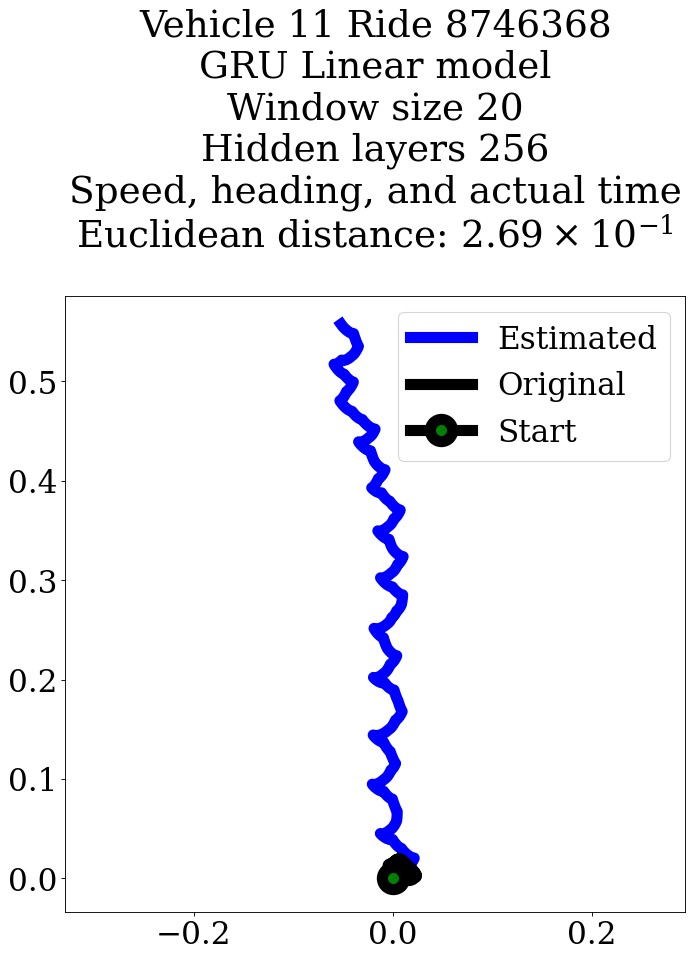 Vehicle 11 Ride 8746368
GRU Linear model
Window size 20
Hidden layers 256
Speed, heading, and actual time
Euclidean distance: 2.69 × 10⁻¹
Estimated
Original
Start
0.5
0.4
0.3
0.2
0.1
0.0
−0.2 0.0 0.2